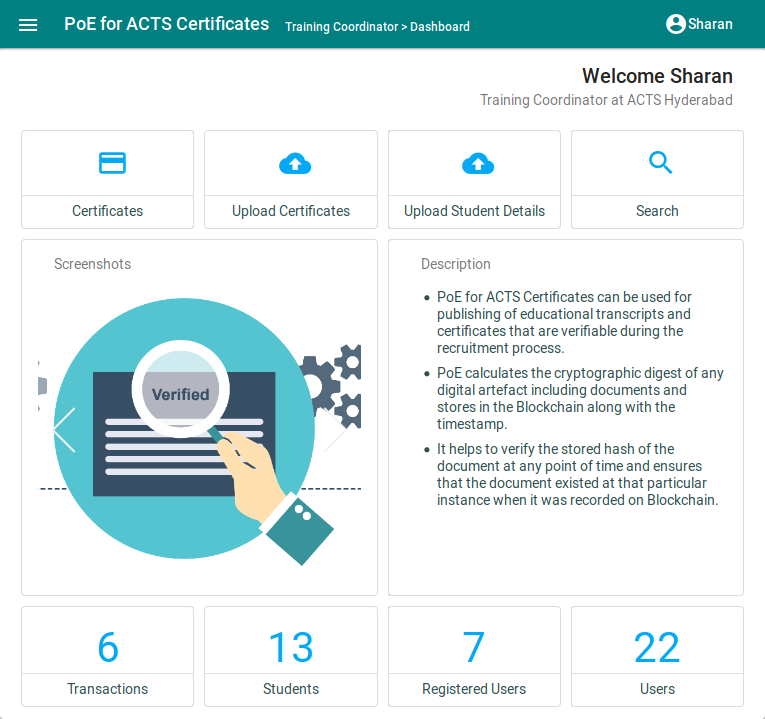 PoE for ACTS Certificates Training Coordinator > Dashboard Sharan
Welcome Sharan
Training Coordinator at ACTS Hyderabad
Certificates
Upload Certificates
Upload Student Details
Search
Screenshots
Verified
Description
PoE for ACTS Certificates can be used for
publishing of educational transcripts and
certificates that are verifiable during the
recruitment process.
PoE calculates the cryptographic digest of any
digital artefact including documents and
stores in the Blockchain along with the
timestamp.
It helps to verify the stored hash of the
document at any point of time and ensures
that the document existed at that particular
instance when it was recorded on Blockchain.
6
Transactions
13
Students
7
Registered Users
22
Users